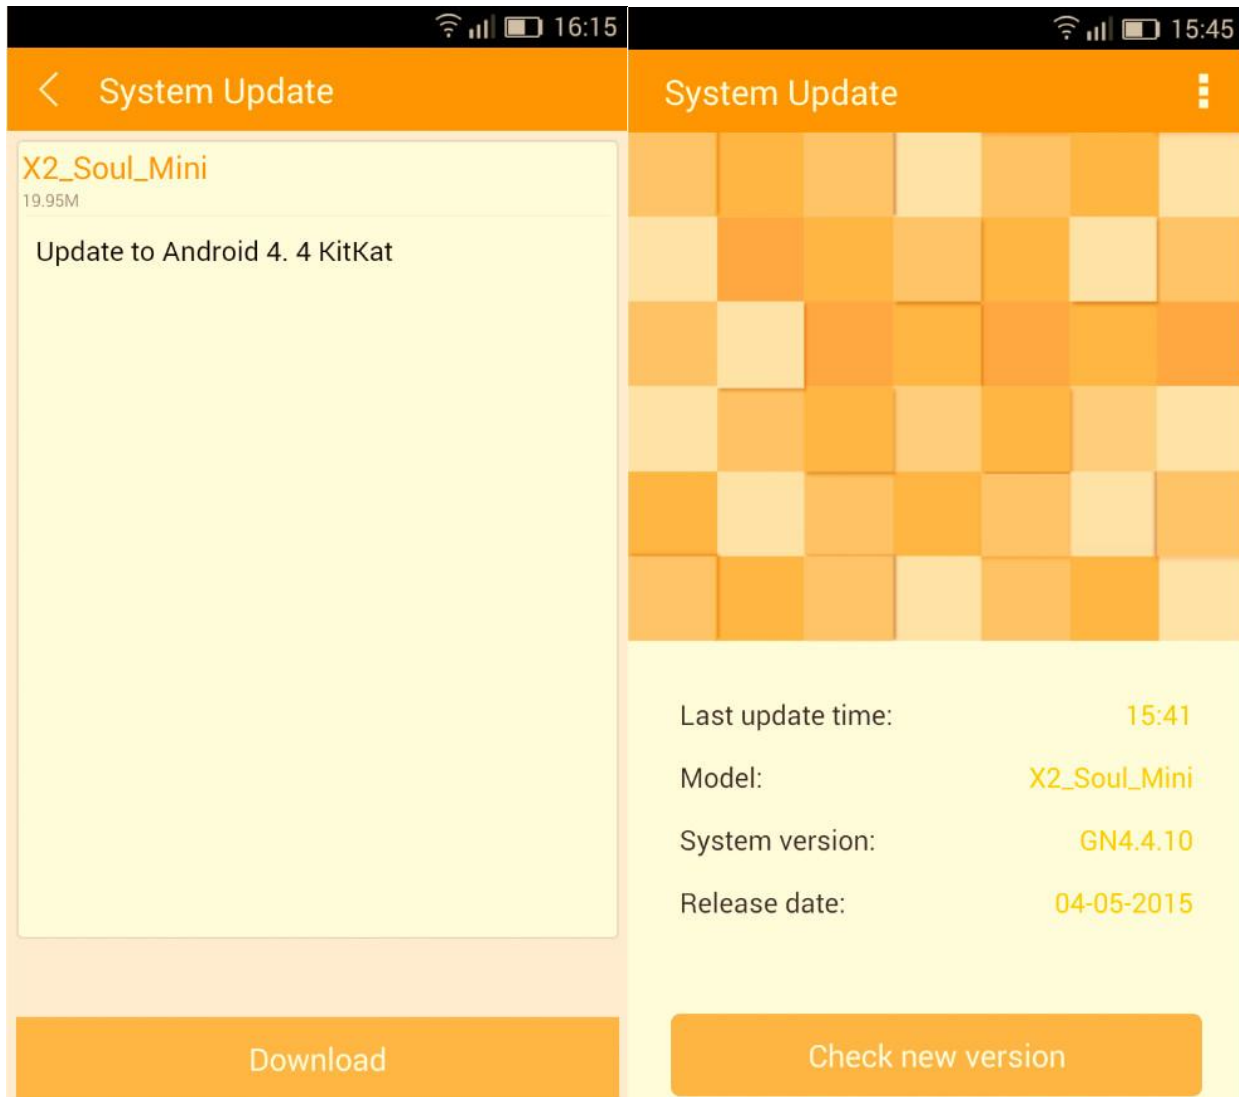 16:15
System Update
X2_Soul_Mini
19.95M
Update to Android 4. 4 KitKat
Download
15:45
System Update
Last update time: 15:41
Model: X2_Soul_Mini
System version: GN4.4.10
Release date: 04-05-2015
Check new version